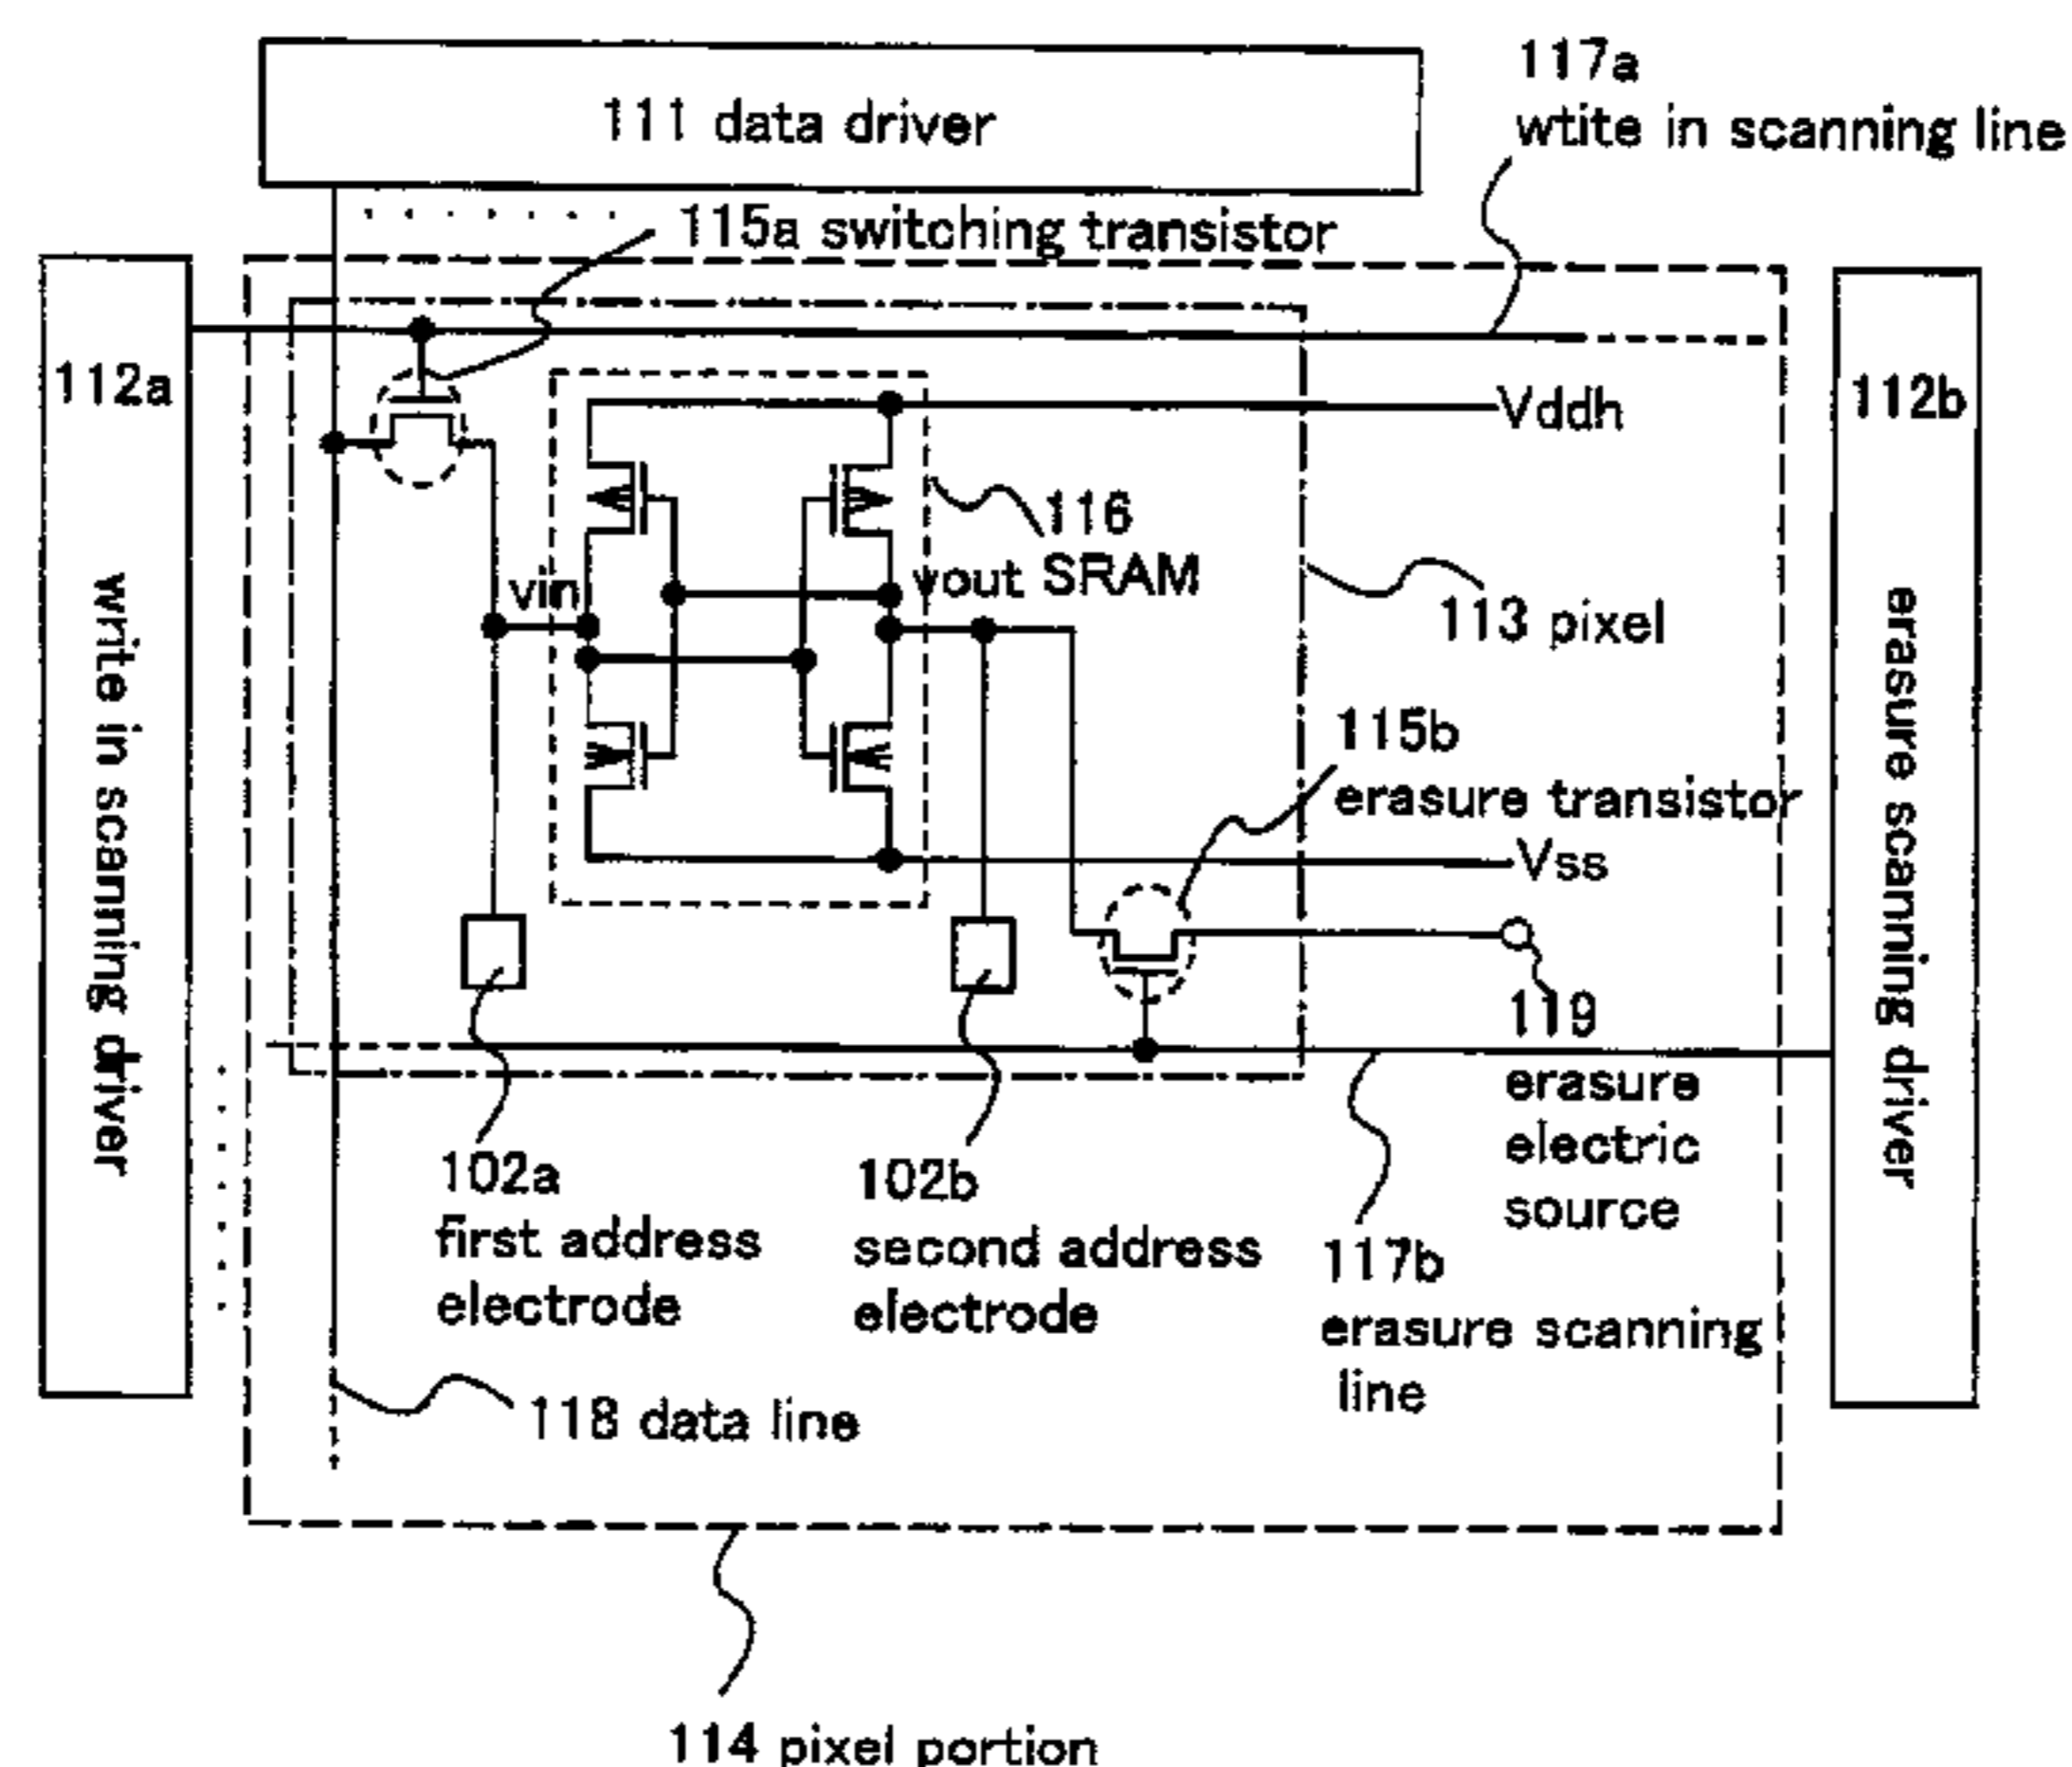 111 data driver
117a
wtite in scanning line
115a switching transistor
112a
write in scanning driver
112b
erasure scanning driver
Vddh
116
SRAM
vin
vout
113 pixel
115b
erasure transistor
Vss
119
erasure
electric
source
102a
first address
electrode
102b
second address
electrode
117b
erasure scanning
line
118 data line
114 pixel portion